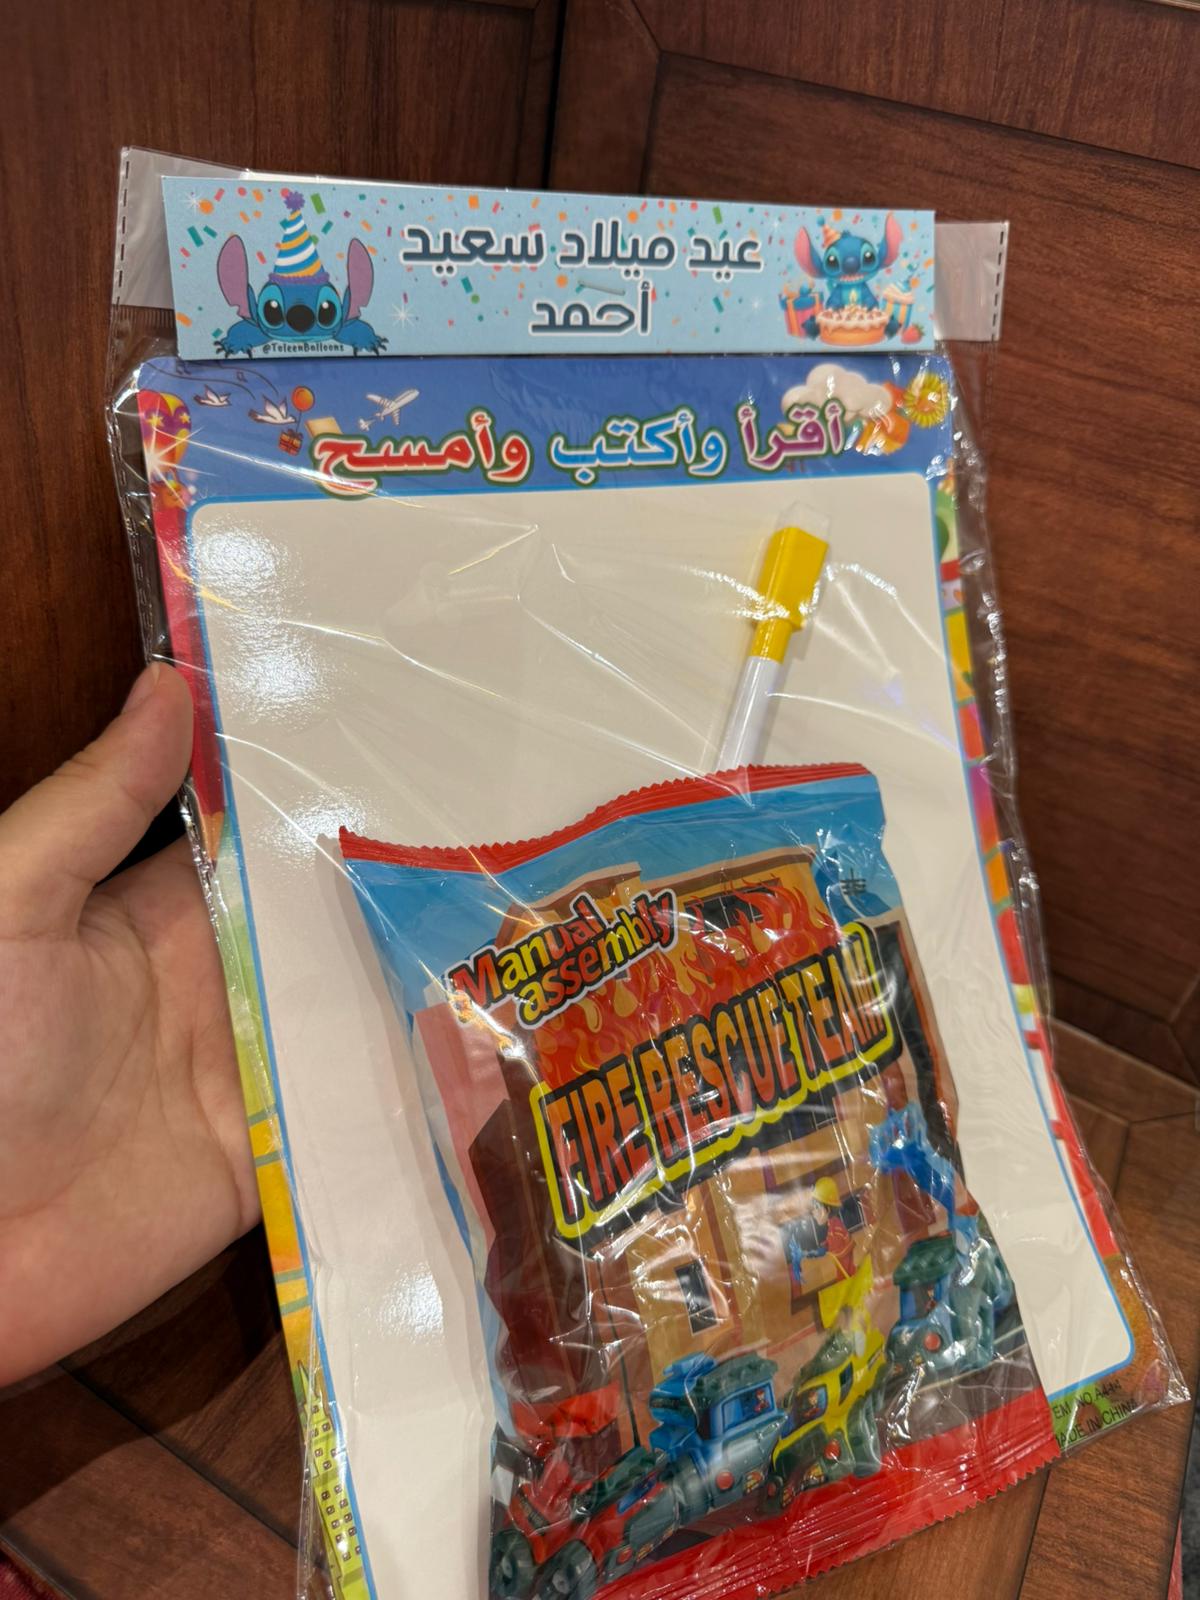 عيد ميلاد سعيد
أحمد
@ToleenBalloons
أقرأ وأكتب وأمسح
Manual
assembly
FIRE RESCUE TEAM
MADE IN CHINA